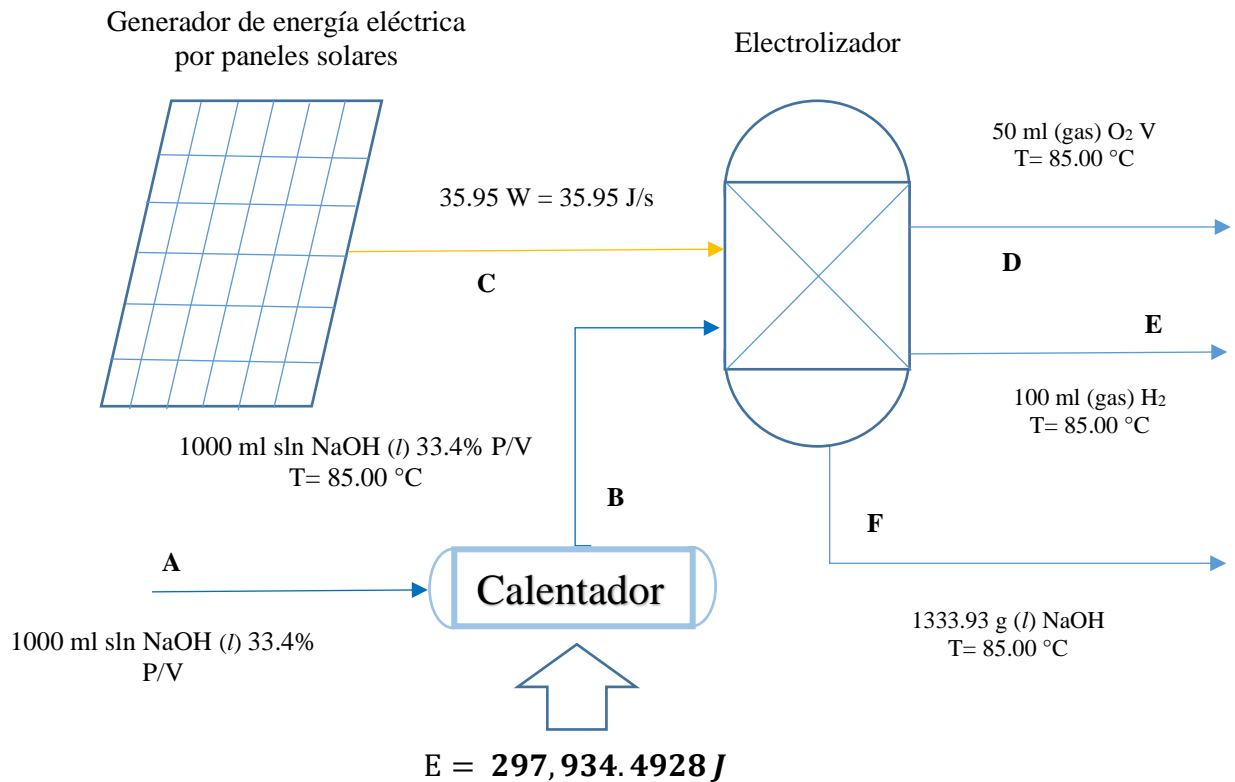 Generador de energía eléctrica
por paneles solares
Electrolizador
50 ml (gas) O₂ V
T= 85.00 °C
35.95 W = 35.95 J/s
C
D
E
100 ml (gas) H₂
T= 85.00 °C
1000 ml sln NaOH (l) 33.4% P/V
T= 85.00 °C
B
F
A
Calentador
1000 ml sln NaOH (l) 33.4%
P/V
1333.93 g (l) NaOH
T= 85.00 °C
E = 297,934.4928 J